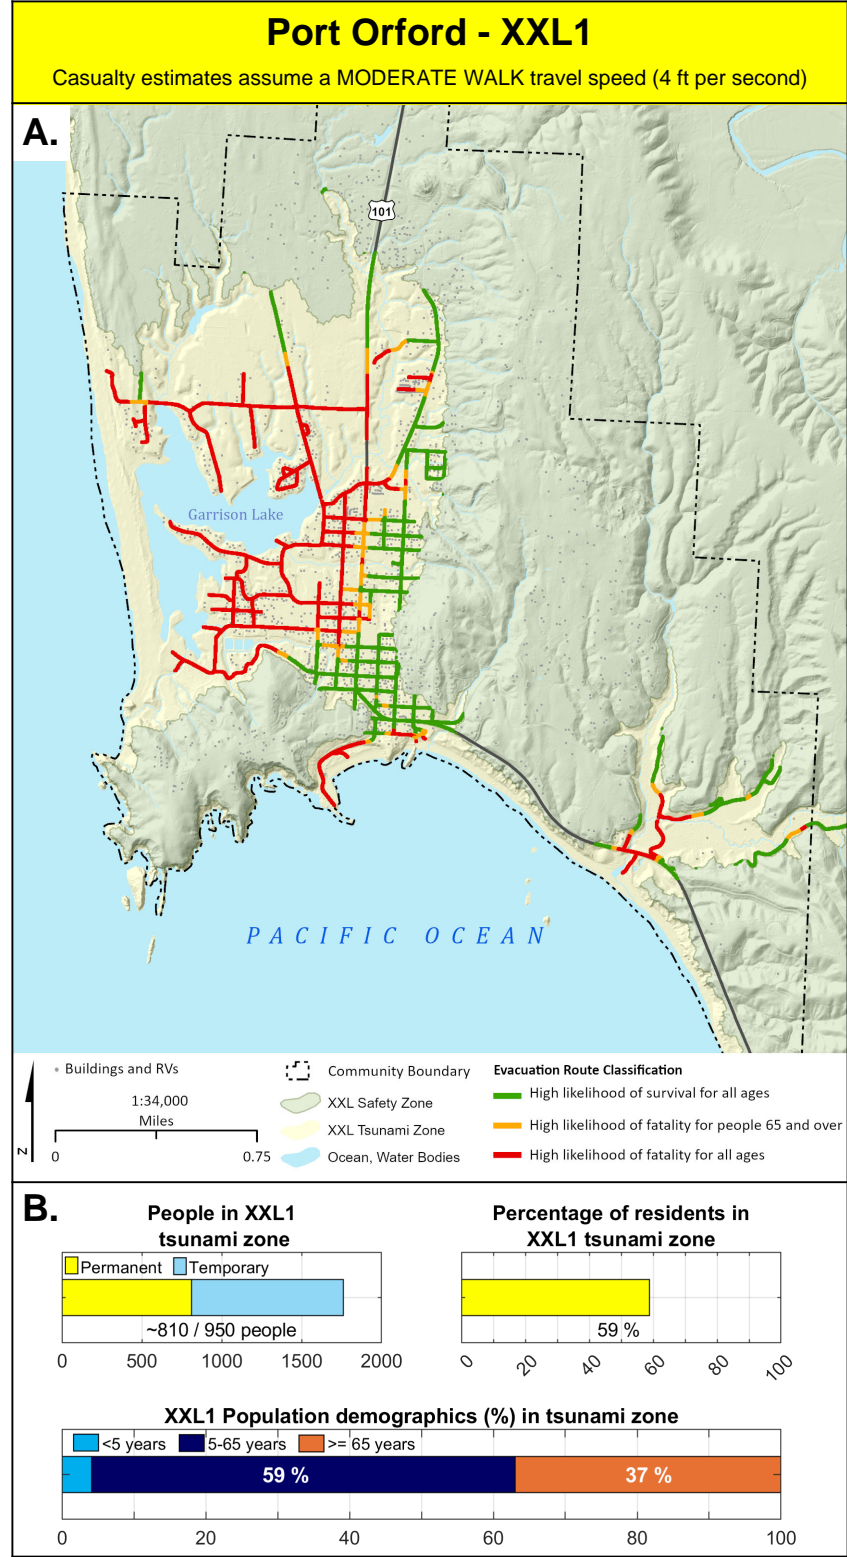 Port Orford - XXL1
Casualty estimates assume a MODERATE WALK travel speed (4 ft per second)
A.
101
Garrison Lake
PACIFIC OCEAN
Buildings and RVs
1:34,000
Miles
0 0.75
N
Community Boundary
XXL Safety Zone
XXL Tsunami Zone
Ocean, Water Bodies
Evacuation Route Classification
High likelihood of survival for all ages
High likelihood of fatality for people 65 and over
High likelihood of fatality for all ages
B.
People in XXL1
tsunami zone
Permanent Temporary
~810 / 950 people
0 500 1000 1500 2000
Percentage of residents in
XXL1 tsunami zone
59 %
0 20 40 60 80 100
XXL1 Population demographics (%) in tsunami zone
<5 years 5-65 years >= 65 years
59 % 37 %
0 20 40 60 80 100